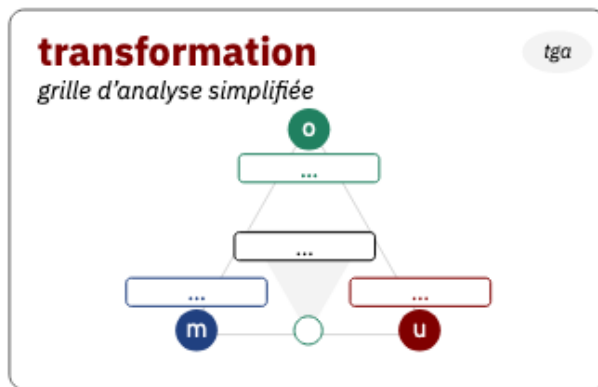 transformation
tga
grille d'analyse simplifiée
o
...
...
...
...
m
u